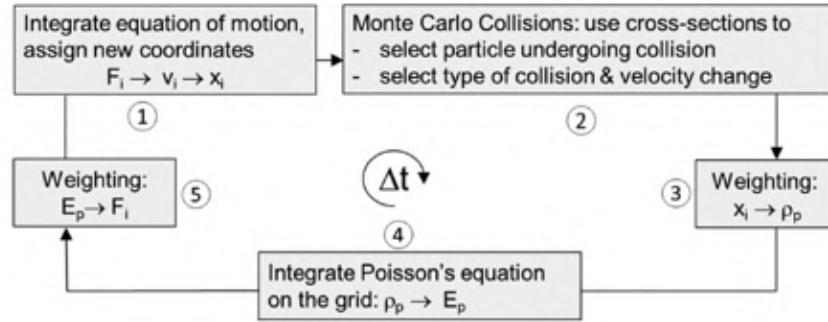 Integrate equation of motion,
assign new coordinates
Fᵢ → vᵢ → xᵢ
①
Monte Carlo Collisions: use cross-sections to
- select particle undergoing collision
- select type of collision & velocity change
②
Weighting:
Eₚ → Fᵢ
⑤
Δt
③
Weighting:
xᵢ → ρₚ
④
Integrate Poisson's equation
on the grid: ρₚ → Eₚ